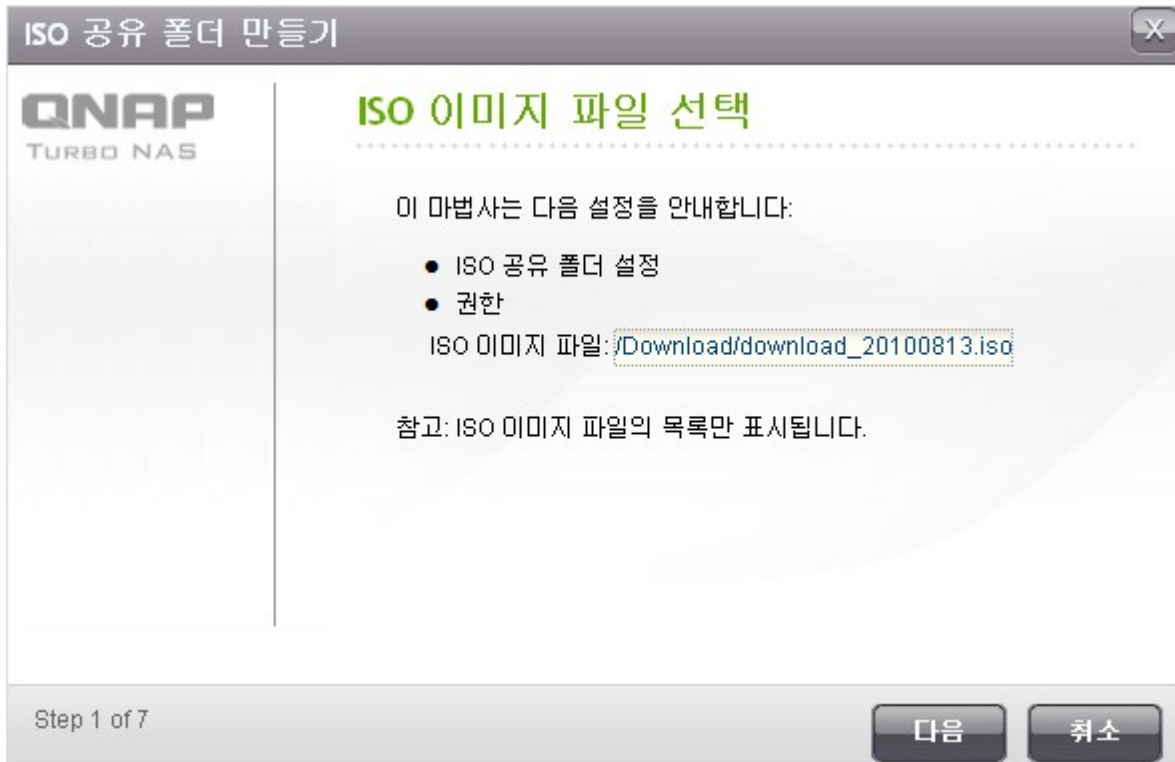 ISO 공유 폴더 만들기
X
QNAP
TURBO NAS
ISO 이미지 파일 선택
이 마법사는 다음 설정을 안내합니다:
● ISO 공유 폴더 설정
● 권한
ISO 이미지 파일: /Download/download_20100813.iso
참고: ISO 이미지 파일의 목록만 표시됩니다.
Step 1 of 7
다음
취소